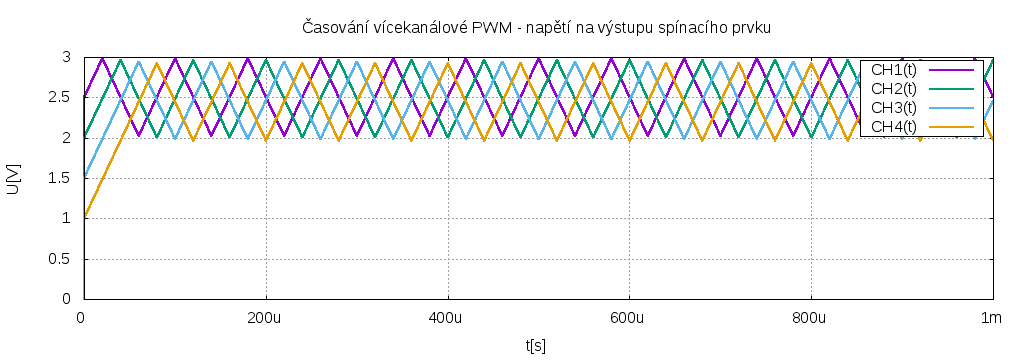 Časování vícekanálové PWM - napětí na výstupu spínacího prvku
3
2.5
2
1.5
1
0.5
0
U[V]
CH1(t)
CH2(t)
CH3(t)
CH4(t)
0 200u 400u 600u 800u 1m
t[s]